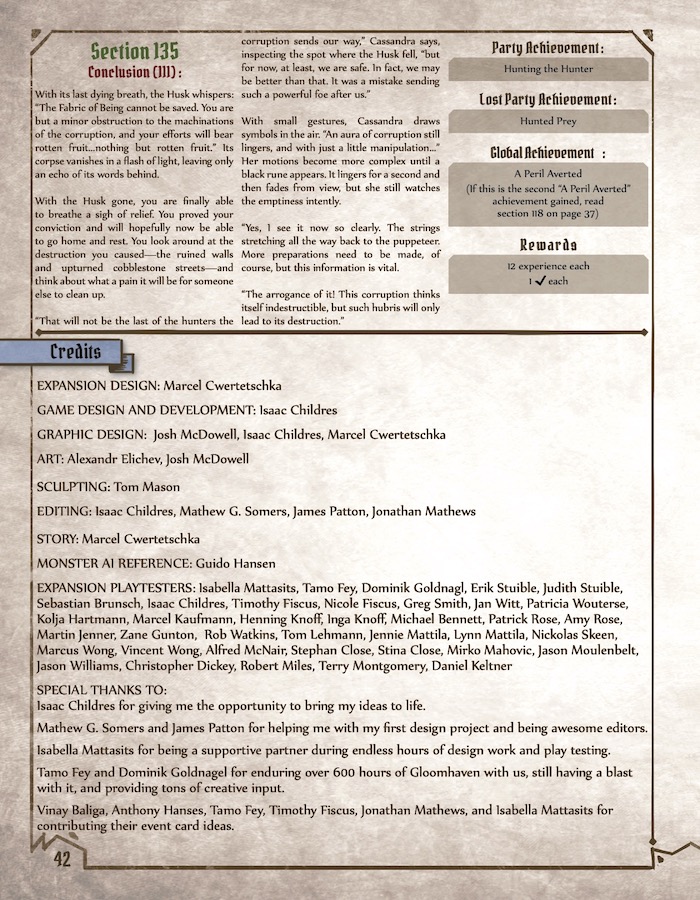 Section 135
Conclusion (111) :
With its last dying breath, the Husk whispers:
"The Fabric of Being cannot be saved. You are
but a minor obstruction to the machinations
of the corruption, and your efforts will bear
rotten fruit...nothing but rotten fruit." Its
corpse vanishes in a flash of light, leaving only
an echo of its words behind.
With the Husk gone, you are finally able
to breathe a sigh of relief. You proved your
conviction and will hopefully now be able
to go home and rest. You look around at the
destruction you caused—the ruined walls
and upturned cobblestone streets—and
think about what a pain it will be for someone
else to clean up.
"That will not be the last of the hunters the
corruption sends our way," Cassandra says,
inspecting the spot where the Husk fell, "but
for now, at least, we are safe. In fact, we may
be better than that. It was a mistake sending
such a powerful foe after us."
With small gestures, Cassandra draws
symbols in the air. "An aura of corruption still
lingers, and with just a little manipulation..."
Her motions become more complex until a
black rune appears. It lingers for a second and
then fades from view, but she still watches
the emptiness intently.
"Yes, I see it now so clearly. The strings
stretching all the way back to the puppeteer.
More preparations need to be made, of
course, but this information is vital.
"The arrogance of it! This corruption thinks
itself indestructible, but such hubris will only
lead to its destruction."
Party Achievement:
Hunting the Hunter
Lost Party Achievement:
Hunted Prey
Global Achievement :
A Peril Averted
(If this is the second "A Peril Averted"
achievement gained, read
section 118 on page 37)
Rewards
12 experience each
1 ✓ each
Credits
EXPANSION DESIGN: Marcel Cwertetschka
GAME DESIGN AND DEVELOPMENT: Isaac Childres
GRAPHIC DESIGN: Josh McDowell, Isaac Childres, Marcel Cwertetschka
ART: Alexandr Elichev, Josh McDowell
SCULPTING: Tom Mason
EDITING: Isaac Childres, Mathew G. Somers, James Patton, Jonathan Mathews
STORY: Marcel Cwertetschka
MONSTER AI REFERENCE: Guido Hansen
EXPANSION PLAYTESTERS: Isabella Mattasits, Tamo Fey, Dominik Goldnagl, Erik Stuible, Judith Stuible,
Sebastian Brunsch, Isaac Childres, Timothy Fiscus, Nicole Fiscus, Greg Smith, Jan Witt, Patricia Wouterse,
Kolja Hartmann, Marcel Kaufmann, Henning Knoff, Inga Knoff, Michael Bennett, Patrick Rose, Amy Rose,
Martin Jenner, Zane Gunton, Rob Watkins, Tom Lehmann, Jennie Mattila, Lynn Mattila, Nickolas Skeen,
Marcus Wong, Vincent Wong, Alfred McNair, Stephan Close, Stina Close, Mirko Mahovic, Jason Moulenbelt,
Jason Williams, Christopher Dickey, Robert Miles, Terry Montgomery, Daniel Keltner
SPECIAL THANKS TO:
Isaac Childres for giving me the opportunity to bring my ideas to life.
Mathew G. Somers and James Patton for helping me with my first design project and being awesome editors.
Isabella Mattasits for being a supportive partner during endless hours of design work and play testing.
Tamo Fey and Dominik Goldnagel for enduring over 600 hours of Gloomhaven with us, still having a blast
with it, and providing tons of creative input.
Vinay Baliga, Anthony Hanses, Tamo Fey, Timothy Fiscus, Jonathan Mathews, and Isabella Mattasits for
contributing their event card ideas.
42